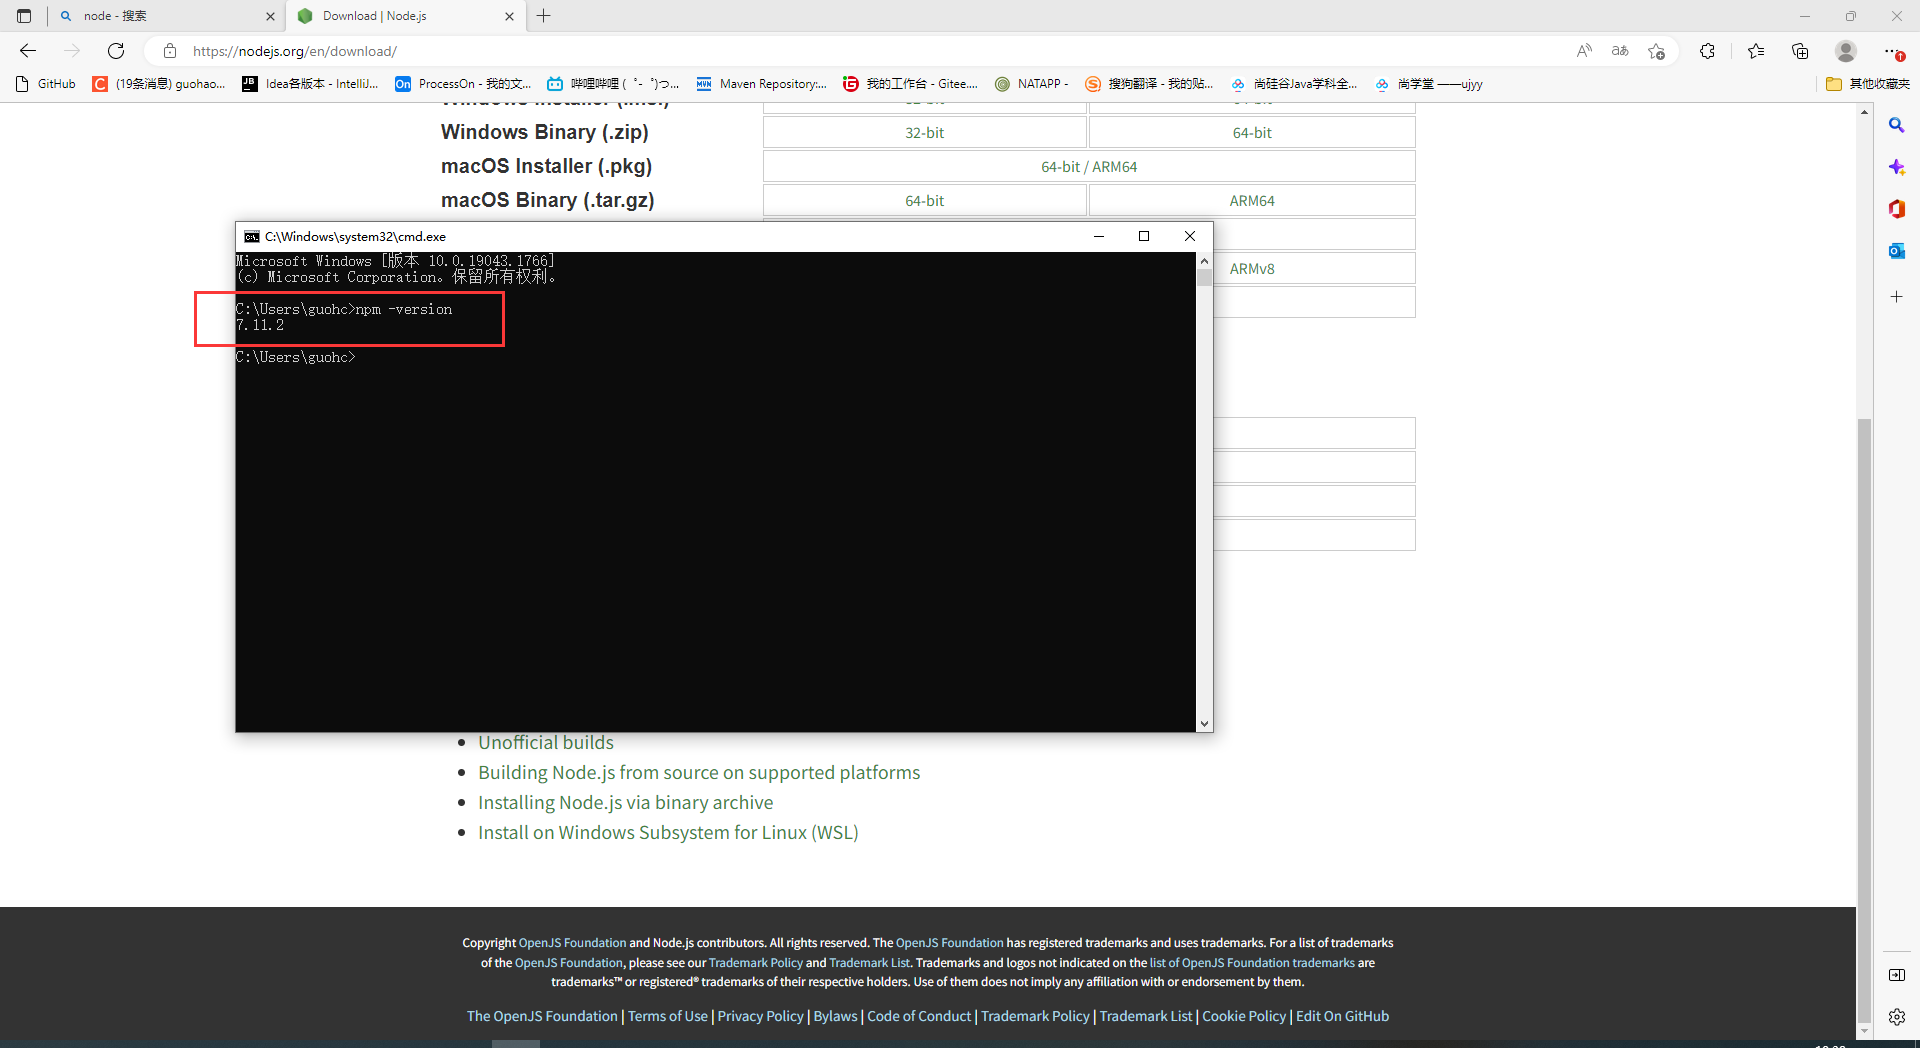 node - 搜索
Download | Node.js
https://nodejs.org/en/download/
GitHub
(19条消息) guohao...
Idea各版本 - IntelliJ...
ProcessOn - 我的文...
哔哩哔哩 (゜-゜)つ...
Maven Repository:...
我的工作台 - Gitee....
NATAPP -
搜狗翻译 - 我的贴...
尚硅谷Java学科全...
尚学堂 ——ujyy
其他收藏夹
Windows Binary (.zip)
32-bit
64-bit
macOS Installer (.pkg)
64-bit / ARM64
macOS Binary (.tar.gz)
64-bit
ARM64
ARMv8
C:\Windows\system32\cmd.exe
Microsoft Windows [版本 10.0.19043.1766]
(c) Microsoft Corporation。保留所有权利。
C:\Users\guohc>npm -version
7.11.2
C:\Users\guohc>
Unofficial builds
Building Node.js from source on supported platforms
Installing Node.js via binary archive
Install on Windows Subsystem for Linux (WSL)
Copyright OpenJS Foundation and Node.js contributors. All rights reserved. The OpenJS Foundation has registered trademarks and uses trademarks. For a list of trademarks
of the OpenJS Foundation, please see our Trademark Policy and Trademark List. Trademarks and logos not indicated on the list of OpenJS Foundation trademarks are
trademarks™ or registered® trademarks of their respective holders. Use of them does not imply any affiliation with or endorsement by them.
The OpenJS Foundation | Terms of Use | Privacy Policy | Bylaws | Code of Conduct | Trademark Policy | Trademark List | Cookie Policy | Edit On GitHub